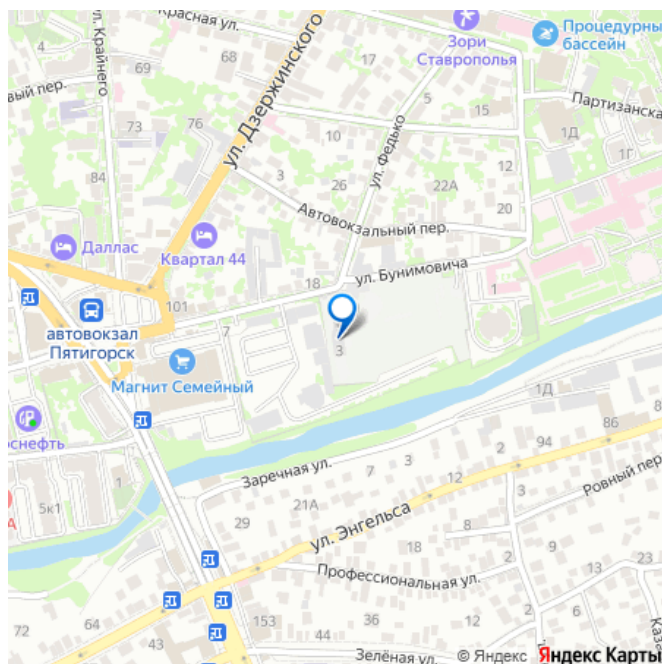 Красная ул.
Зори
Ставрополья
Процедурны
бассейн
ул. Крайнего
69
68
17
овый пер.
5
15
Партизанска
ул. Дзержинского
73
76
10
1Д
1Г
ул. Федько
12
84
3
26
22А
20
Автовокзальный пер.
Даллас
Квартал 44
18
ул. Бунимовича
101
1
автовокзал
Пятигорск
7
3
Магнит Семейный
оснефть
1Д
94
86
Заречная ул.
7
3
12
Ровный пер.
5к1
1
А
21А
3
29
ул. Энгельса
18
8
2
2
Профессиональная ул.
9
13
23
72
64
43
153
36
2
44
35
Зелёная ул.
Каз
© Яндекс Яндекс Карты